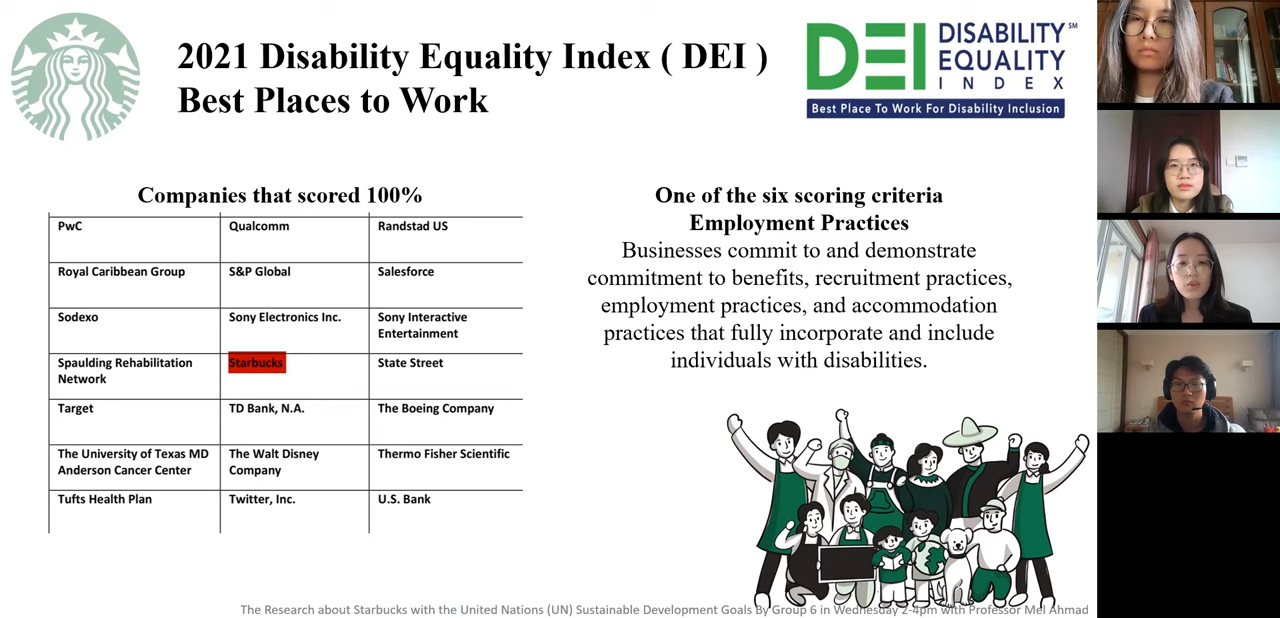 2021 Disability Equality Index ( DEI )
Best Places to Work
DEI DISABILITY℠
EQUALITY
INDEX
Best Place To Work For Disability Inclusion
Companies that scored 100%
PwC
Qualcomm
Randstad US
Royal Caribbean Group
S&P Global
Salesforce
Sodexo
Sony Electronics Inc.
Sony Interactive
Entertainment
Spaulding Rehabilitation
Network
Starbucks
State Street
Target
TD Bank, N.A.
The Boeing Company
The University of Texas MD
Anderson Cancer Center
The Walt Disney
Company
Thermo Fisher Scientific
Tufts Health Plan
Twitter, Inc.
U.S. Bank
One of the six scoring criteria
Employment Practices
Businesses commit to and demonstrate
commitment to benefits, recruitment practices,
employment practices, and accommodation
practices that fully incorporate and include
individuals with disabilities.
The Research about Starbucks with the United Nations (UN) Sustainable Development Goals By Group 6 in Wednesday 2-4pm with Professor Mel Ahmad